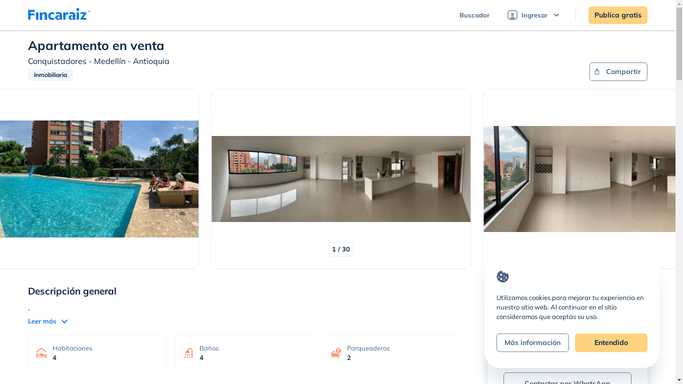 Fincaraiz
Buscador
Ingresar
Publica gratis
Apartamento en venta
Conquistadores - Medellín - Antioquia
Inmobiliaria
Compartir
1 / 30
Descripción general
.
Leer más
Habitaciones
4
Baños
4
Parqueaderos
2
Utilizamos cookies para mejorar tu experiencia en
nuestro sitio web. Al continuar en el sitio
consideramos que aceptas su uso.
Más información
Entendido
Contactar por WhatsApp